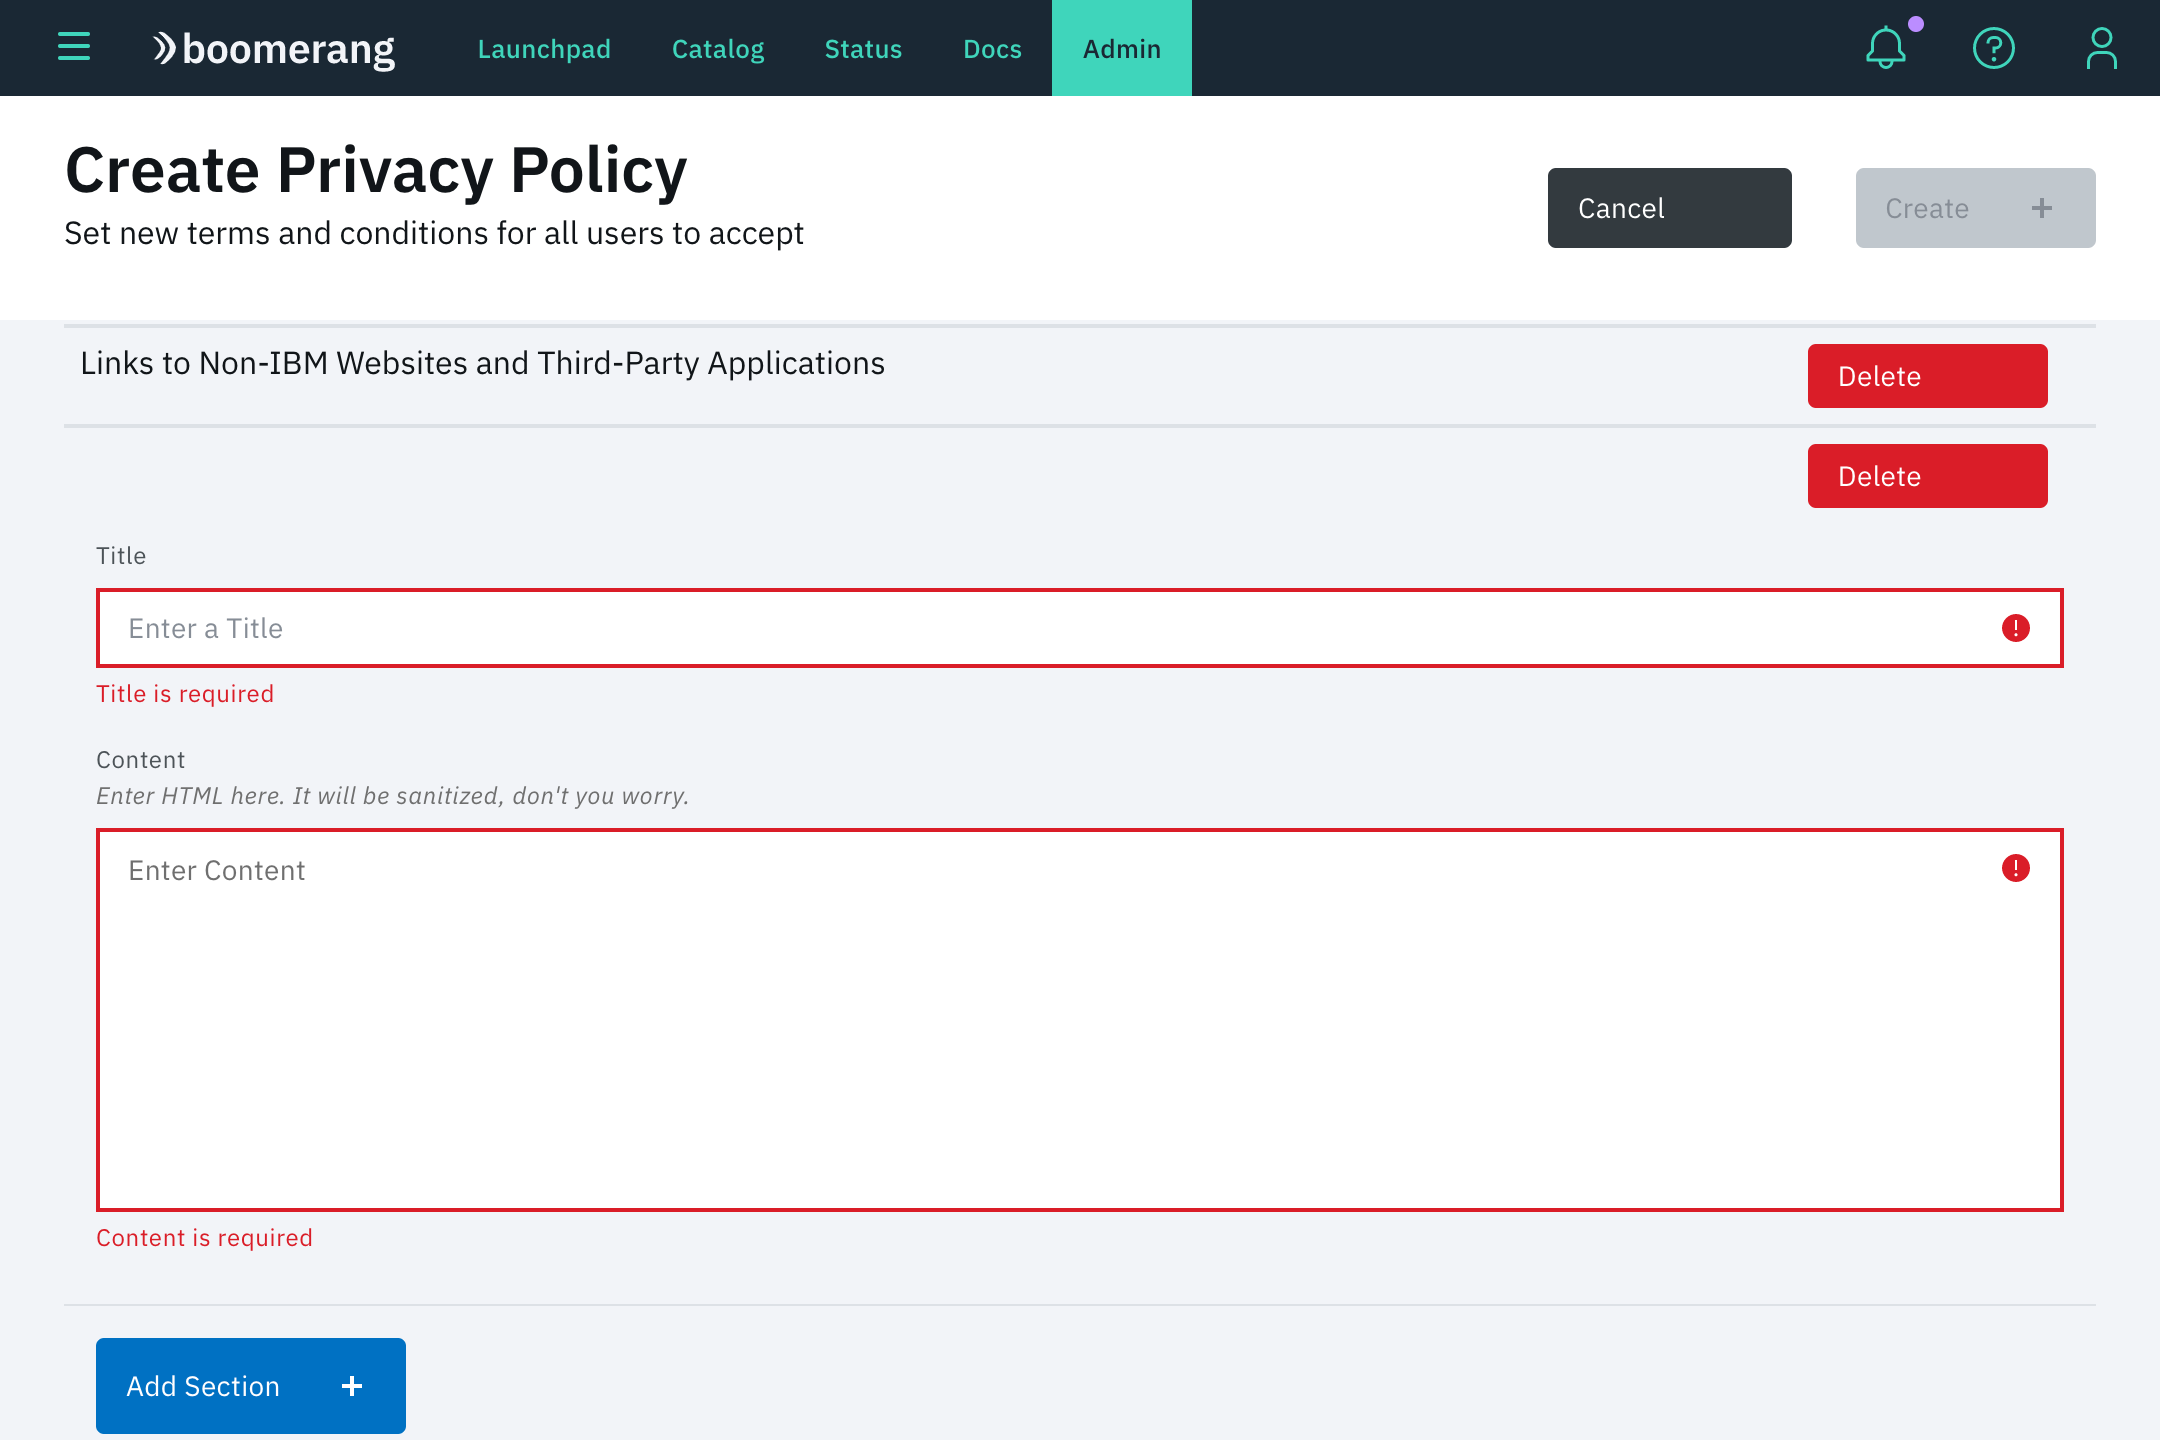 boomerang
Launchpad
Catalog
Status
Docs
Admin
Create Privacy Policy
Set new terms and conditions for all users to accept
Cancel
Create +
Links to Non-IBM Websites and Third-Party Applications
Delete
Delete
Title
Enter a Title
Title is required
Content
Enter HTML here. It will be sanitized, don't you worry.
Enter Content
Content is required
Add Section +